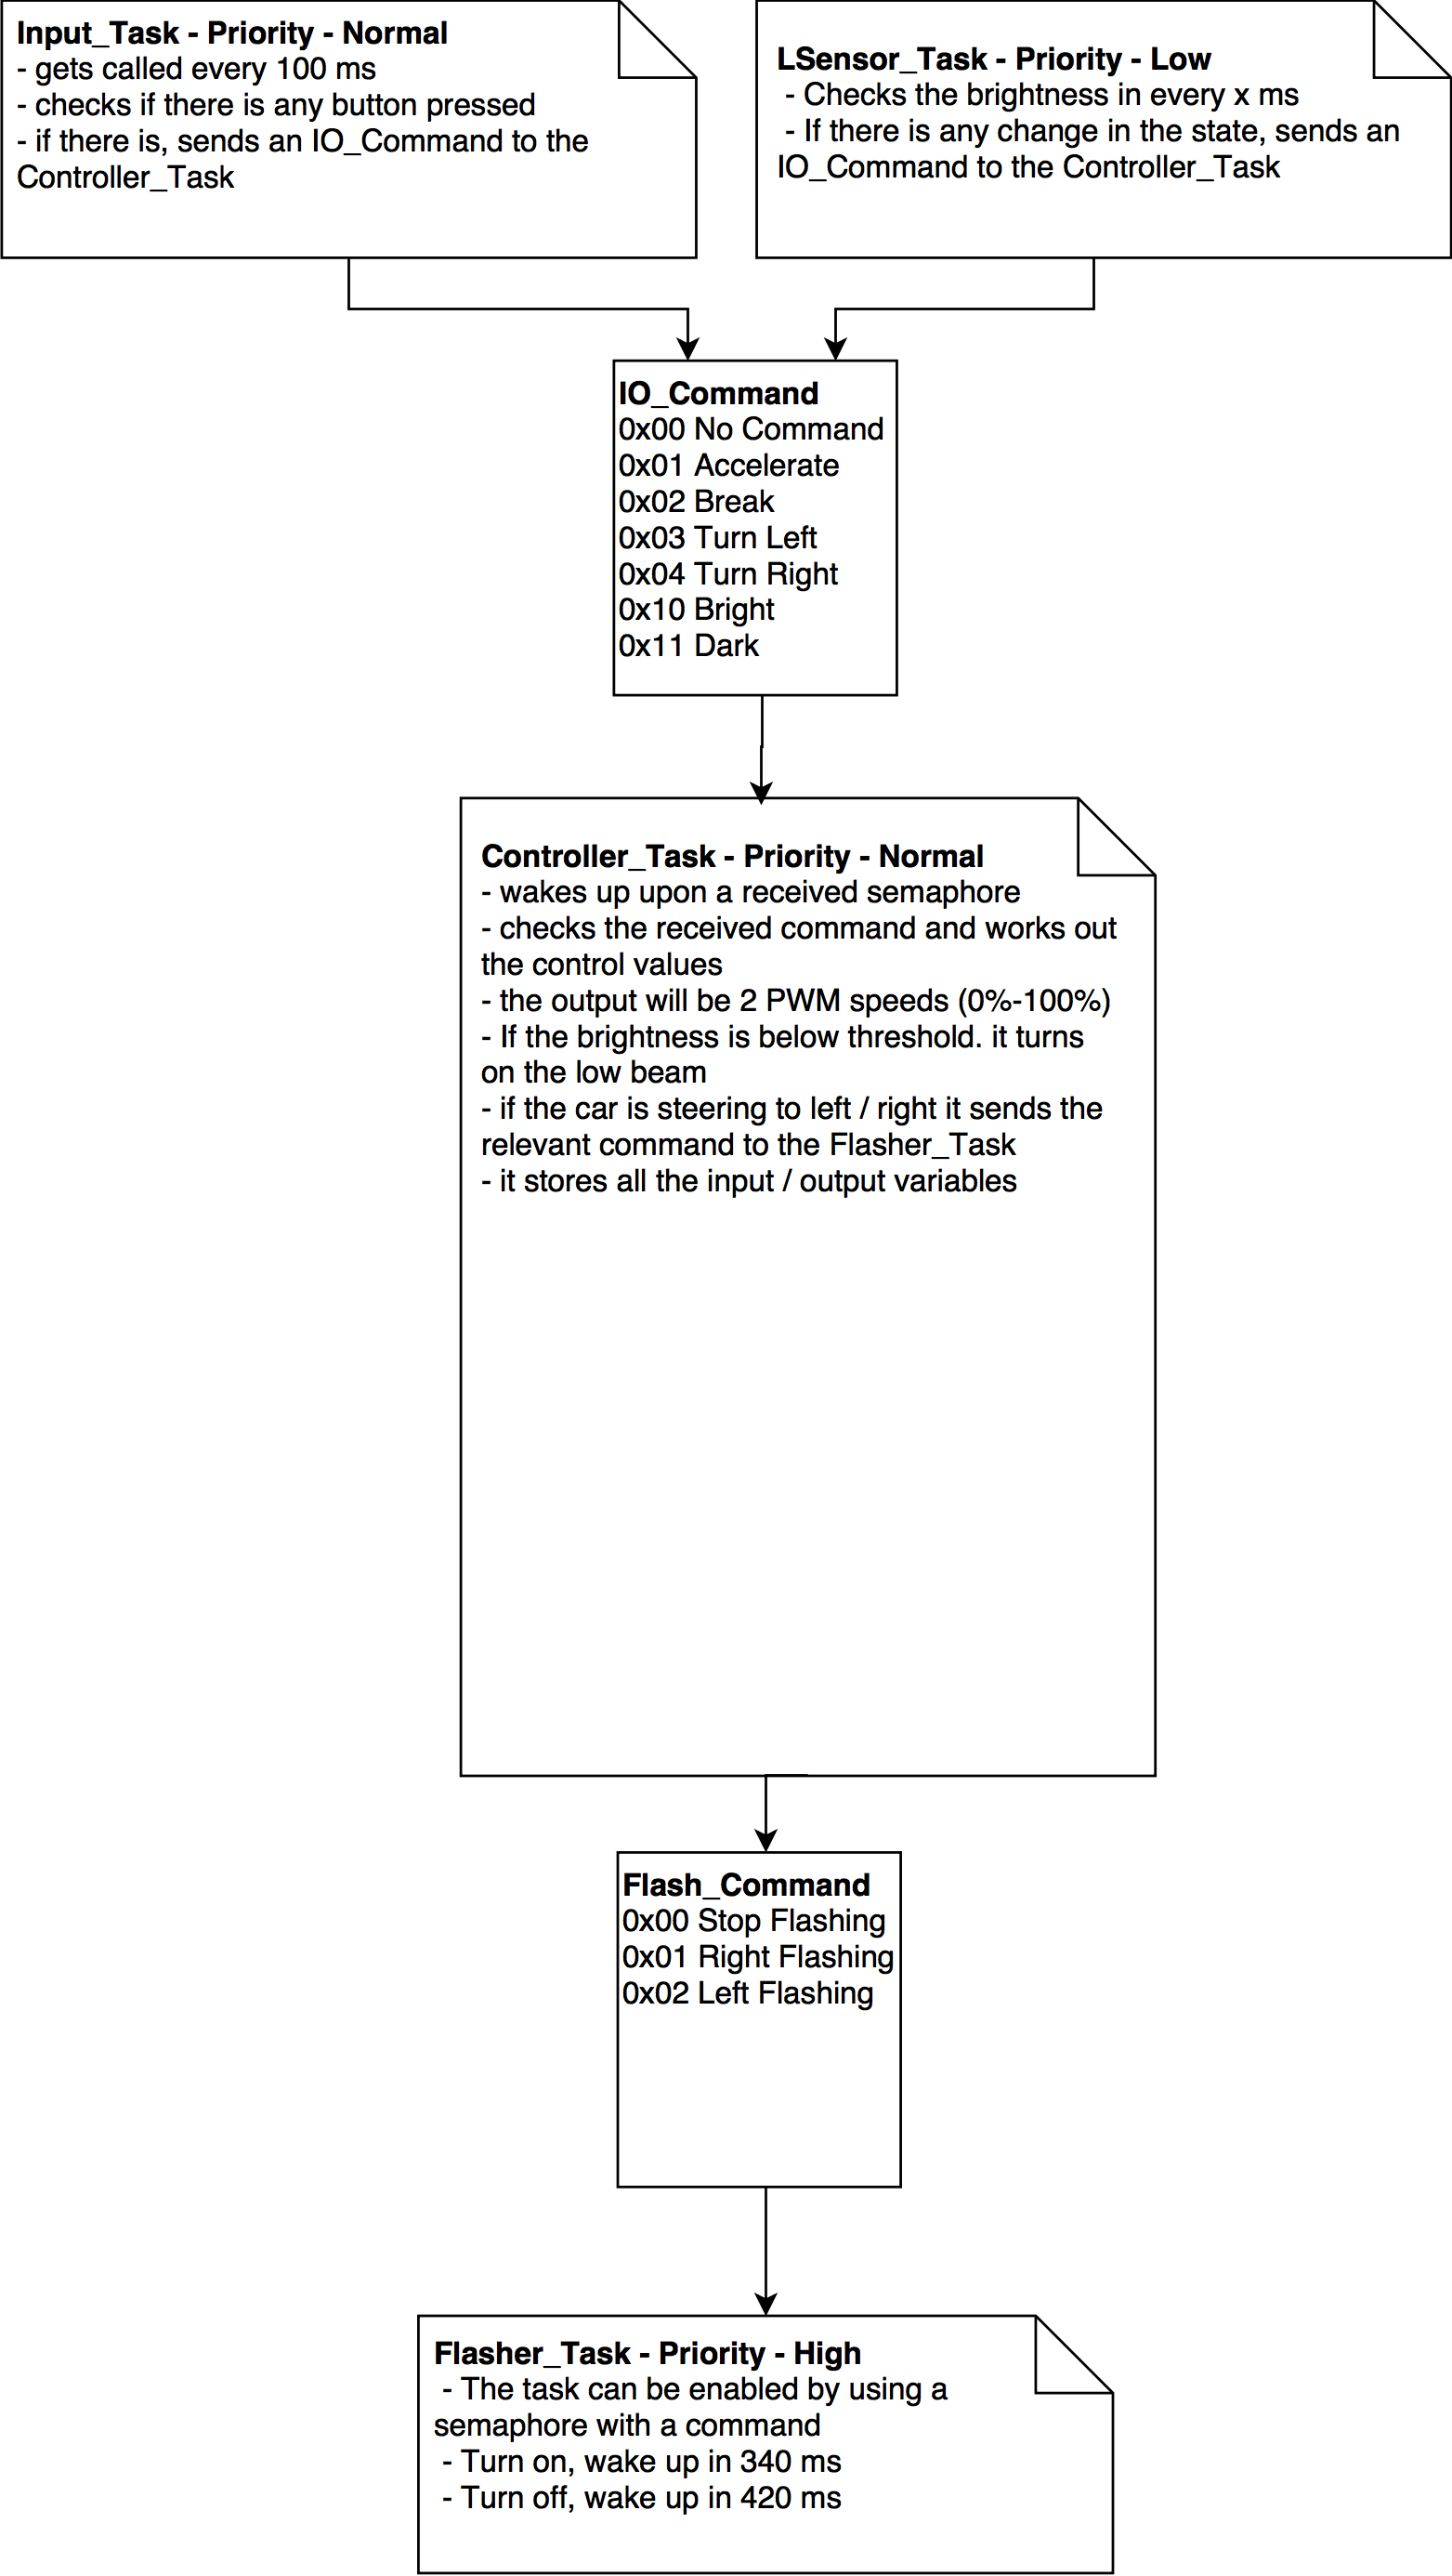 Input_Task - Priority - Normal
- gets called every 100 ms
- checks if there is any button pressed
- if there is, sends an IO_Command to the
Controller_Task
LSensor_Task - Priority - Low
- Checks the brightness in every x ms
- If there is any change in the state, sends an
IO_Command to the Controller_Task
IO_Command
0x00 No Command
0x01 Accelerate
0x02 Break
0x03 Turn Left
0x04 Turn Right
0x10 Bright
0x11 Dark
Controller_Task - Priority - Normal
- wakes up upon a received semaphore
- checks the received command and works out
the control values
- the output will be 2 PWM speeds (0%-100%)
- If the brightness is below threshold. it turns
on the low beam
- if the car is steering to left / right it sends the
relevant command to the Flasher_Task
- it stores all the input / output variables
Flash_Command
0x00 Stop Flashing
0x01 Right Flashing
0x02 Left Flashing
Flasher_Task - Priority - High
- The task can be enabled by using a
semaphore with a command
- Turn on, wake up in 340 ms
- Turn off, wake up in 420 ms